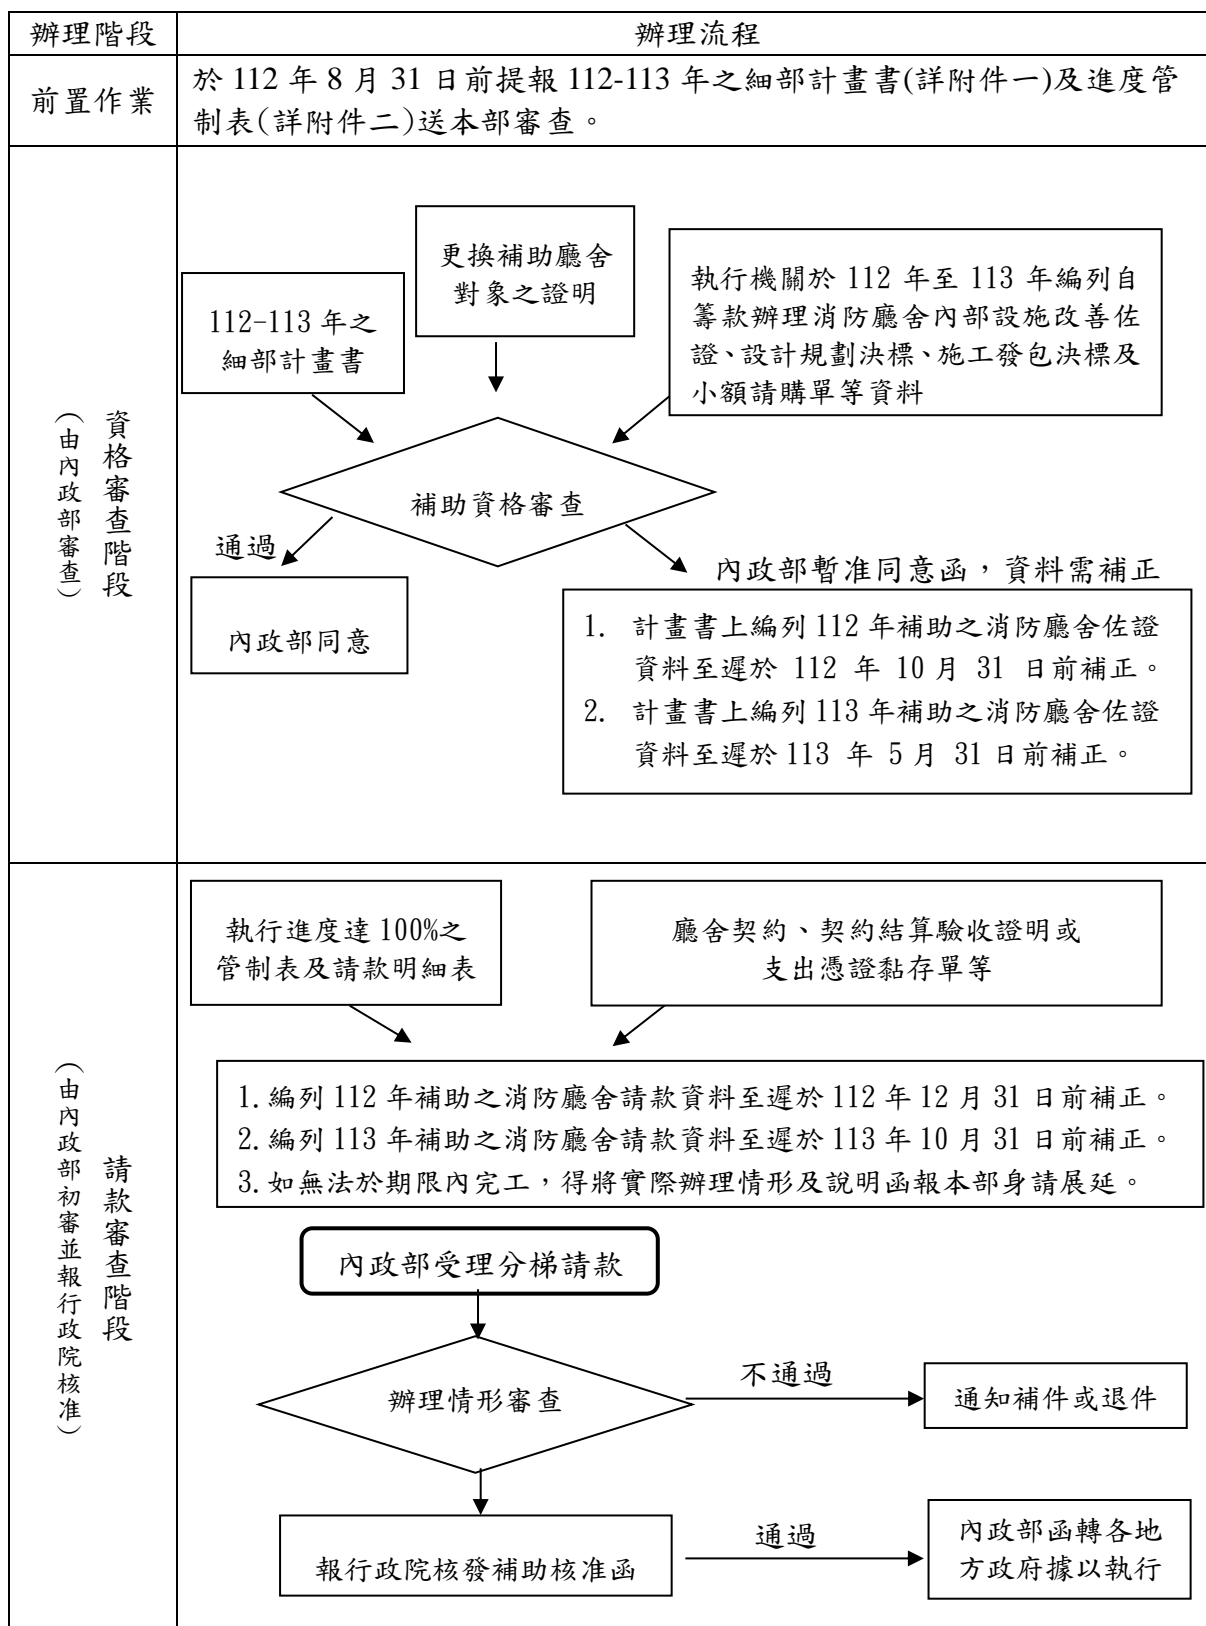 辦理階段
辦理流程
前置作業
於 112 年 8 月 31 日前提報 112-113 年之細部計畫書(詳附件一)及進度管
制表(詳附件二)送本部審查。
資格審查階段
(由內政部審查)
112-113 年之
細部計畫書
更換補助廳舍
對象之證明
執行機關於 112 年至 113 年編列自
籌款辦理消防廳舍內部設施改善佐
證、設計規劃決標、施工發包決標及
小額請購單等資料
補助資格審查
通過
內政部同意
內政部暫准同意函，資料需補正
1. 計畫書上編列 112 年補助之消防廳舍佐證
資料至遲於 112 年 10 月 31 日前補正。
2. 計畫書上編列 113 年補助之消防廳舍佐證
資料至遲於 113 年 5 月 31 日前補正。
請款審查階段
(由內政部初審並報行政院核准)
執行進度達 100%之
管制表及請款明細表
廳舍契約、契約結算驗收證明或
支出憑證黏存單等
1. 編列 112 年補助之消防廳舍請款資料至遲於 112 年 12 月 31 日前補正。
2. 編列 113 年補助之消防廳舍請款資料至遲於 113 年 10 月 31 日前補正。
3. 如無法於期限內完工，得將實際辦理情形及說明函報本部身請展延。
內政部受理分梯請款
辦理情形審查
不通過
通知補件或退件
報行政院核發補助核准函
通過
內政部函轉各地
方政府據以執行